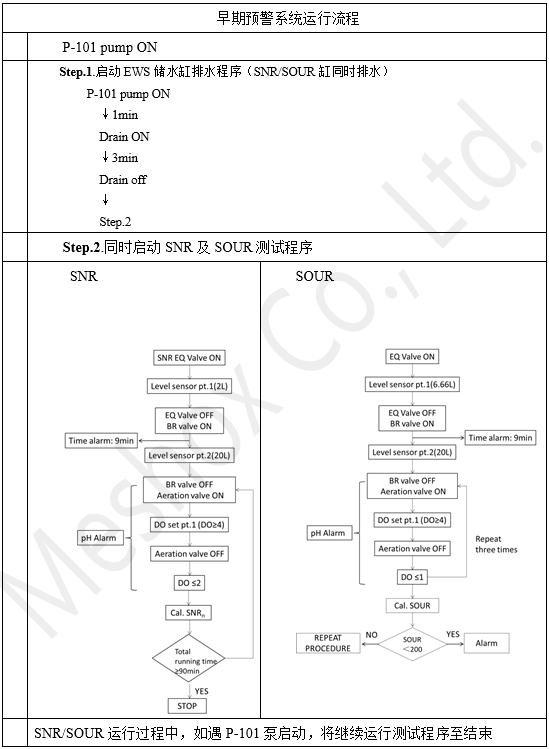 早期预警系统运行流程
P-101 pump ON
Step.1.启动 EWS 储水缸排水程序（SNR/SOUR 缸同时排水）
P-101 pump ON
↓1min
Drain ON
↓3min
Drain off
↓
Step.2
Step.2.同时启动 SNR 及 SOUR 测试程序
SNR
SNR EQ Valve ON
Level sensor pt.1(2L)
EQ Valve OFF
BR valve ON
Time alarm: 9min
Level sensor pt.2(20L)
BR valve OFF
Aeration valve ON
DO set pt.1 (DO≥4)
pH Alarm
Aeration valve OFF
DO ≤2
Cal. SNRn
Total
running time
≥90min
YES
STOP
SOUR
EQ Valve ON
Level sensor pt.1(6.66L)
EQ Valve OFF
BR valve ON
Time alarm: 9min
Level sensor pt.2(20L)
BR valve OFF
Aeration valve ON
DO set pt.1 (DO≥4)
pH Alarm
Aeration valve OFF
Repeat
three times
DO ≤1
Cal. SOUR
SOUR
＜200
NO
REPEAT
PROCEDURE
YES
Alarm
SNR/SOUR 运行过程中，如遇 P-101 泵启动，将继续运行测试程序至结束
Meshbox Co., Ltd.